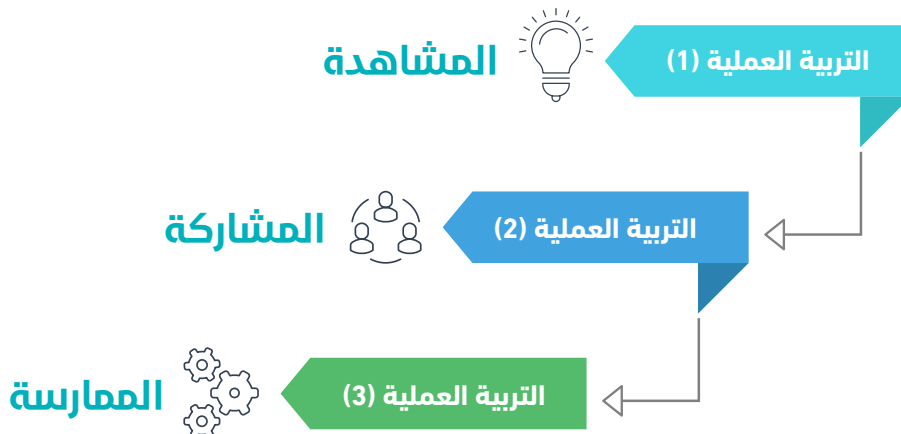 التربية العملية (1)
المشاهدة
التربية العملية (2)
المشاركة
التربية العملية (3)
الممارسة